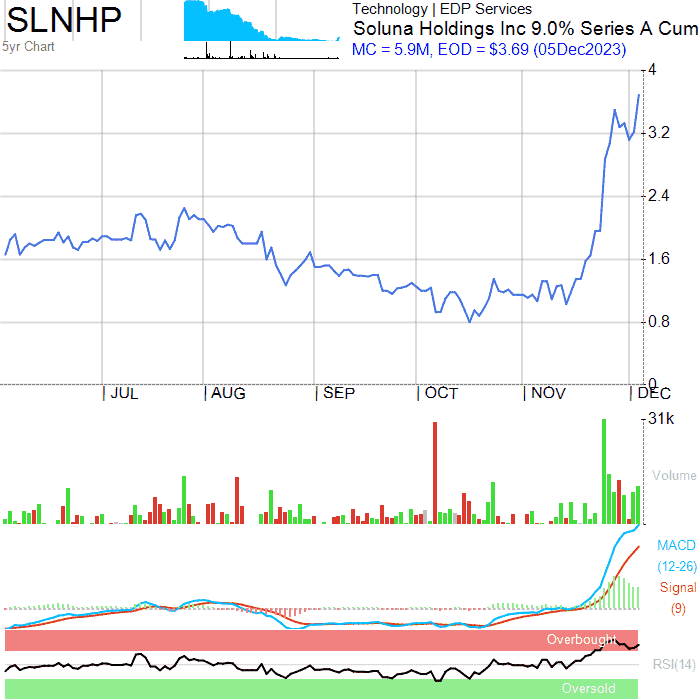 SLNHP
5yr Chart
Technology | EDP Services
Soluna Holdings Inc 9.0% Series A Cum
MC = 5.9M, EOD = $3.69 (05Dec2023)
4
3.2
2.4
1.6
0.8
0
| JUL | AUG | SEP | OCT | NOV | DEC
31k
Volume
MACD
(12-26)
Signal
(9)
Overbought
RSI(14)
Oversold